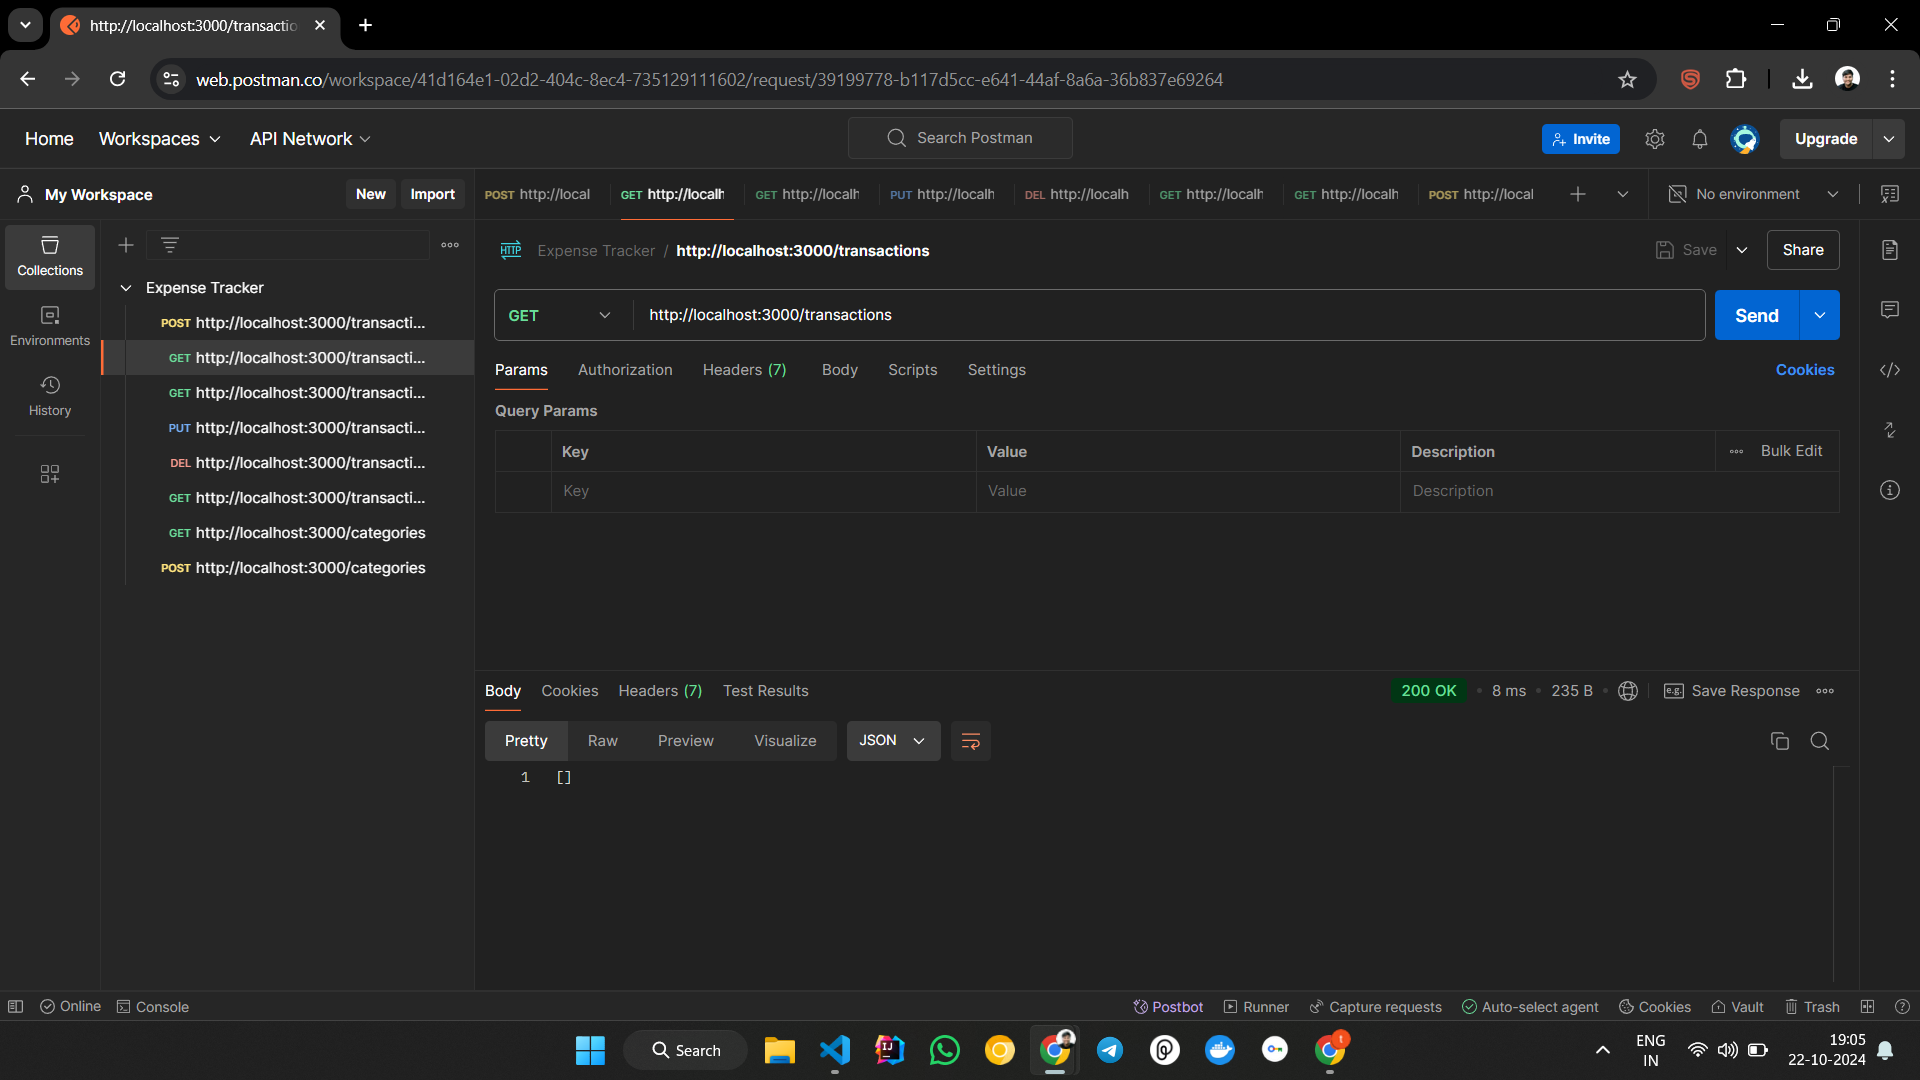 http://localhost:3000/transactio
web.postman.co/workspace/41d164e1-02d2-404c-8ec4-735129111602/request/39199778-b117d5cc-e641-44af-8a6a-36b837e69264
Home Workspaces API Network Search Postman Invite Upgrade
My Workspace New Import
POST http://local GET http://localh GET http://localh PUT http://localh DEL http://localh GET http://localh GET http://localh POST http://local No environment
Collections
Environments
History
Expense Tracker
POST http://localhost:3000/transacti...
GET http://localhost:3000/transacti...
GET http://localhost:3000/transacti...
PUT http://localhost:3000/transacti...
DEL http://localhost:3000/transacti...
GET http://localhost:3000/transacti...
GET http://localhost:3000/categories
POST http://localhost:3000/categories
HTTP Expense Tracker / http://localhost:3000/transactions Save Share
GET http://localhost:3000/transactions Send
Params Authorization Headers (7) Body Scripts Settings Cookies
Query Params
Key Value Description Bulk Edit
Key Value Description
Body Cookies Headers (7) Test Results 200 OK 8 ms 235 B e.g. Save Response
Pretty Raw Preview Visualize JSON
1 []
Online Console Postbot Runner Capture requests Auto-select agent Cookies Vault Trash
Search IJ t
ENG
IN
19:05
22-10-2024